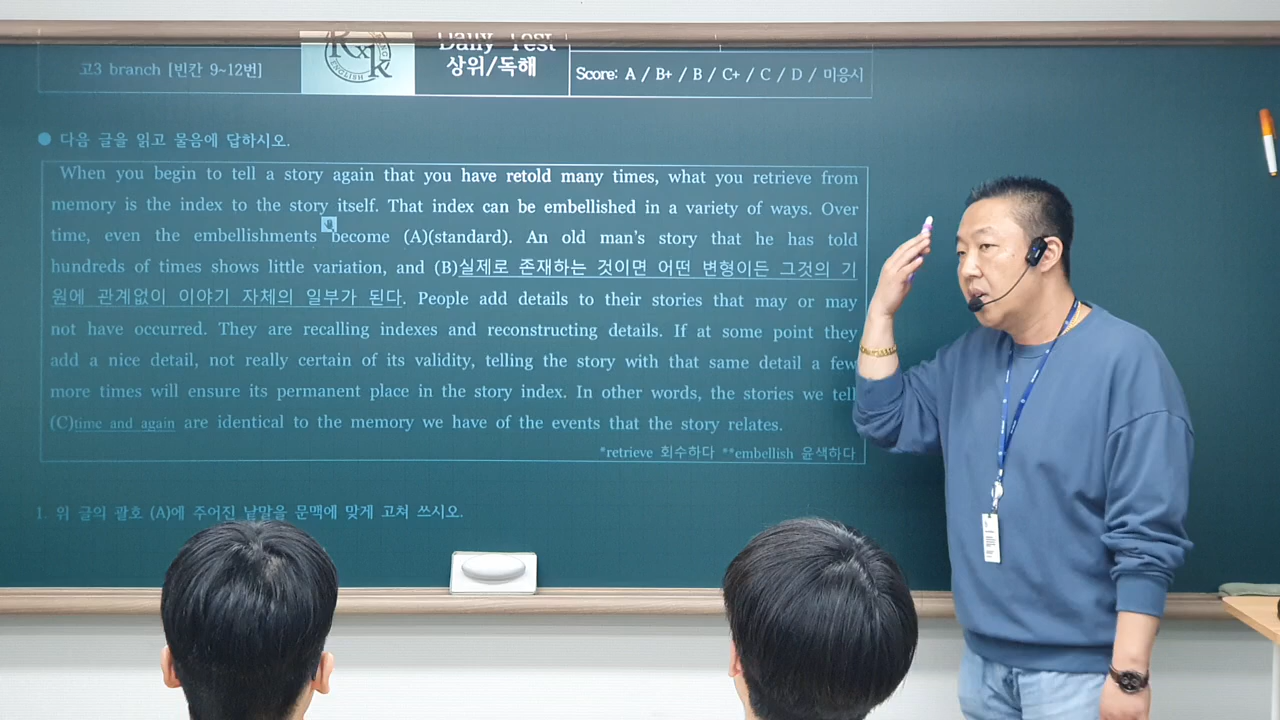 고3 branch [빈칸 9~12번]
RxK
Daily Test
상위/독해
Score: A / B+ / B / C+ / C / D / 미응시
● 다음 글을 읽고 물음에 답하시오.
When you begin to tell a story again that you have retold many times, what you retrieve from
memory is the index to the story itself. That index can be embellished in a variety of ways. Over
time, even the embellishments become (A)(standard). An old man's story that he has told
hundreds of times shows little variation, and (B)실제로 존재하는 것이면 어떤 변형이든 그것의 기
원에 관계없이 이야기 자체의 일부가 된다. People add details to their stories that may or may
not have occurred. They are recalling indexes and reconstructing details. If at some point they
add a nice detail, not really certain of its validity, telling the story with that same detail a few
more times will ensure its permanent place in the story index. In other words, the stories we tell
(C)time and again are identical to the memory we have of the events that the story relates.
*retrieve 회수하다 **embellish 윤색하다
1. 위 글의 괄호 (A)에 주어진 낱말을 문맥에 맞게 고쳐 쓰시오.